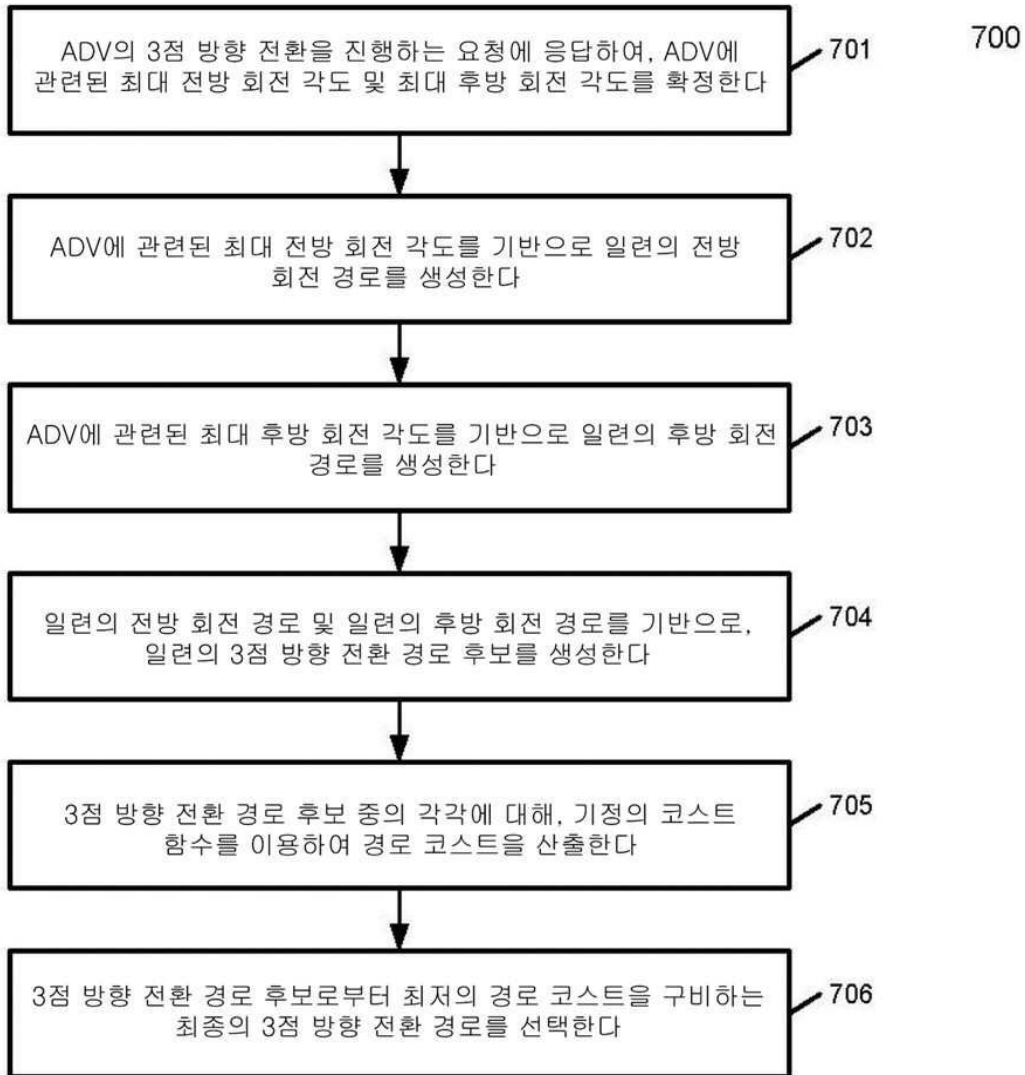 700
ADV의 3점 방향 전환을 진행하는 요청에 응답하여, ADV에
관련된 최대 전방 회전 각도 및 최대 후방 회전 각도를 확정한다
701
ADV에 관련된 최대 전방 회전 각도를 기반으로 일련의 전방
회전 경로를 생성한다
702
ADV에 관련된 최대 후방 회전 각도를 기반으로 일련의 후방 회전
경로를 생성한다
703
일련의 전방 회전 경로 및 일련의 후방 회전 경로를 기반으로,
일련의 3점 방향 전환 경로 후보를 생성한다
704
3점 방향 전환 경로 후보 중의 각각에 대해, 기정의 코스트
함수를 이용하여 경로 코스트을 산출한다
705
3점 방향 전환 경로 후보로부터 최저의 경로 코스트을 구비하는
최종의 3점 방향 전환 경로를 선택한다
706